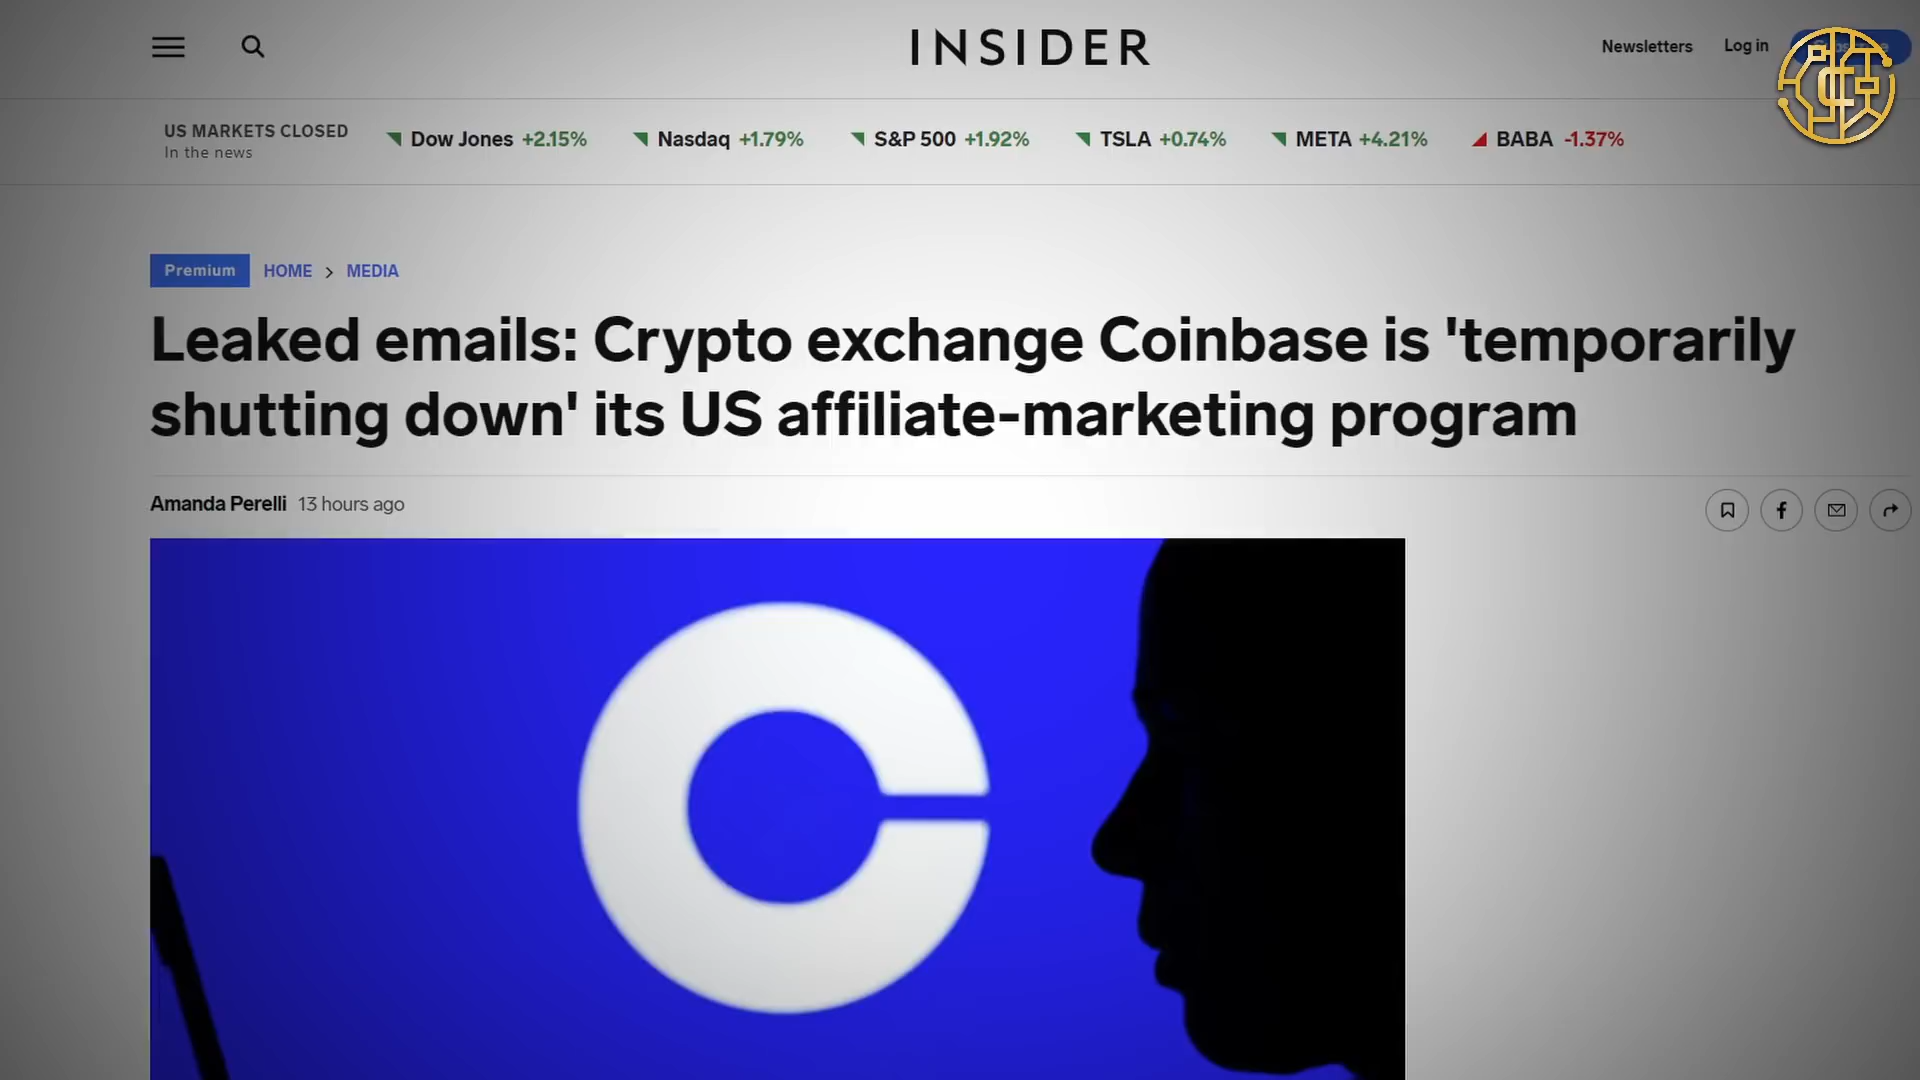 INSIDER
Newsletters Log in
US MARKETS CLOSED
In the news
Dow Jones +2.15% Nasdaq +1.79% S&P 500 +1.92% TSLA +0.74% META +4.21% BABA -1.37%
Premium HOME > MEDIA
Leaked emails: Crypto exchange Coinbase is 'temporarily
shutting down' its US affiliate-marketing program
Amanda Perelli 13 hours ago